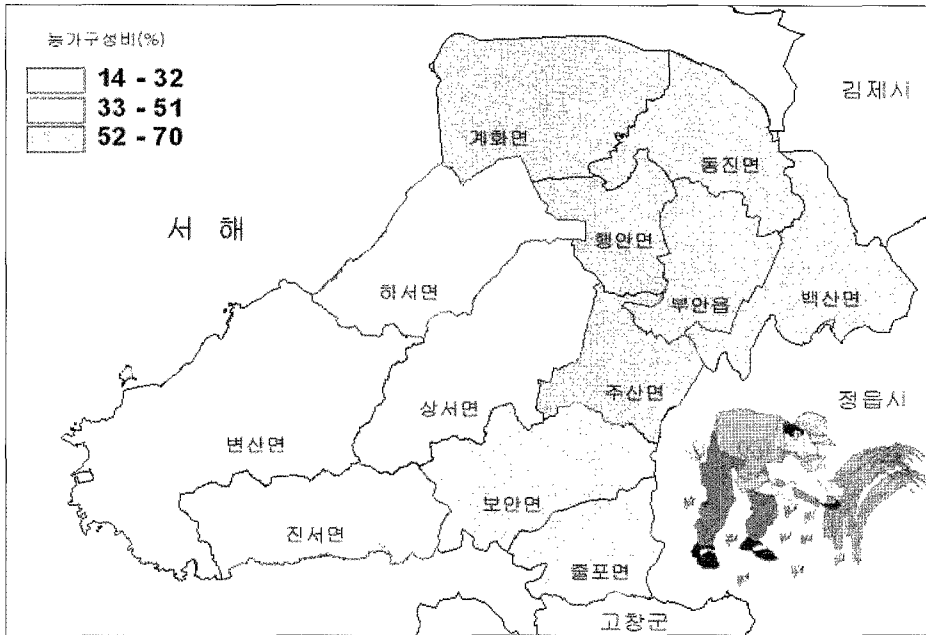 농가구성비(%)
14 - 32
33 - 51
52 - 70
김제시
계화면
동진면
서 해
행안면
하서면
부안읍
백산면
주산면
상서면
정읍시
변산면
보안면
진서면
줄포면
고창군